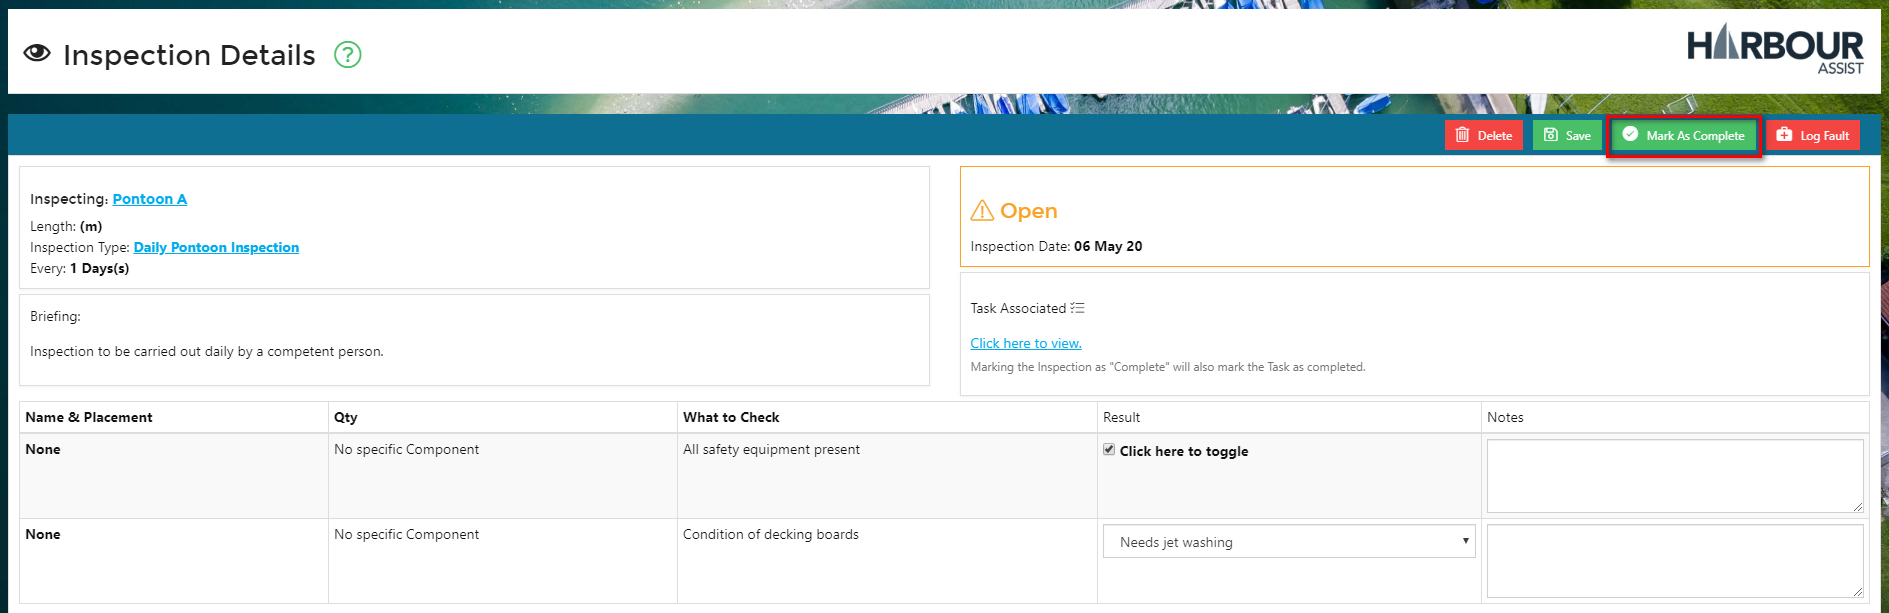 Inspection Details ?
HARBOUR
ASSIST
Delete Save Mark As Complete Log Fault
Inspecting: Pontoon A
Length: (m)
Inspection Type: Daily Pontoon Inspection
Every: 1 Days(s)
Briefing:
Inspection to be carried out daily by a competent person.
Open
Inspection Date: 06 May 20
Task Associated
Click here to view.
Marking the Inspection as "Complete" will also mark the Task as completed.
Name & Placement Qty What to Check Result Notes
None No specific Component All safety equipment present Click here to toggle
None No specific Component Condition of decking boards Needs jet washing